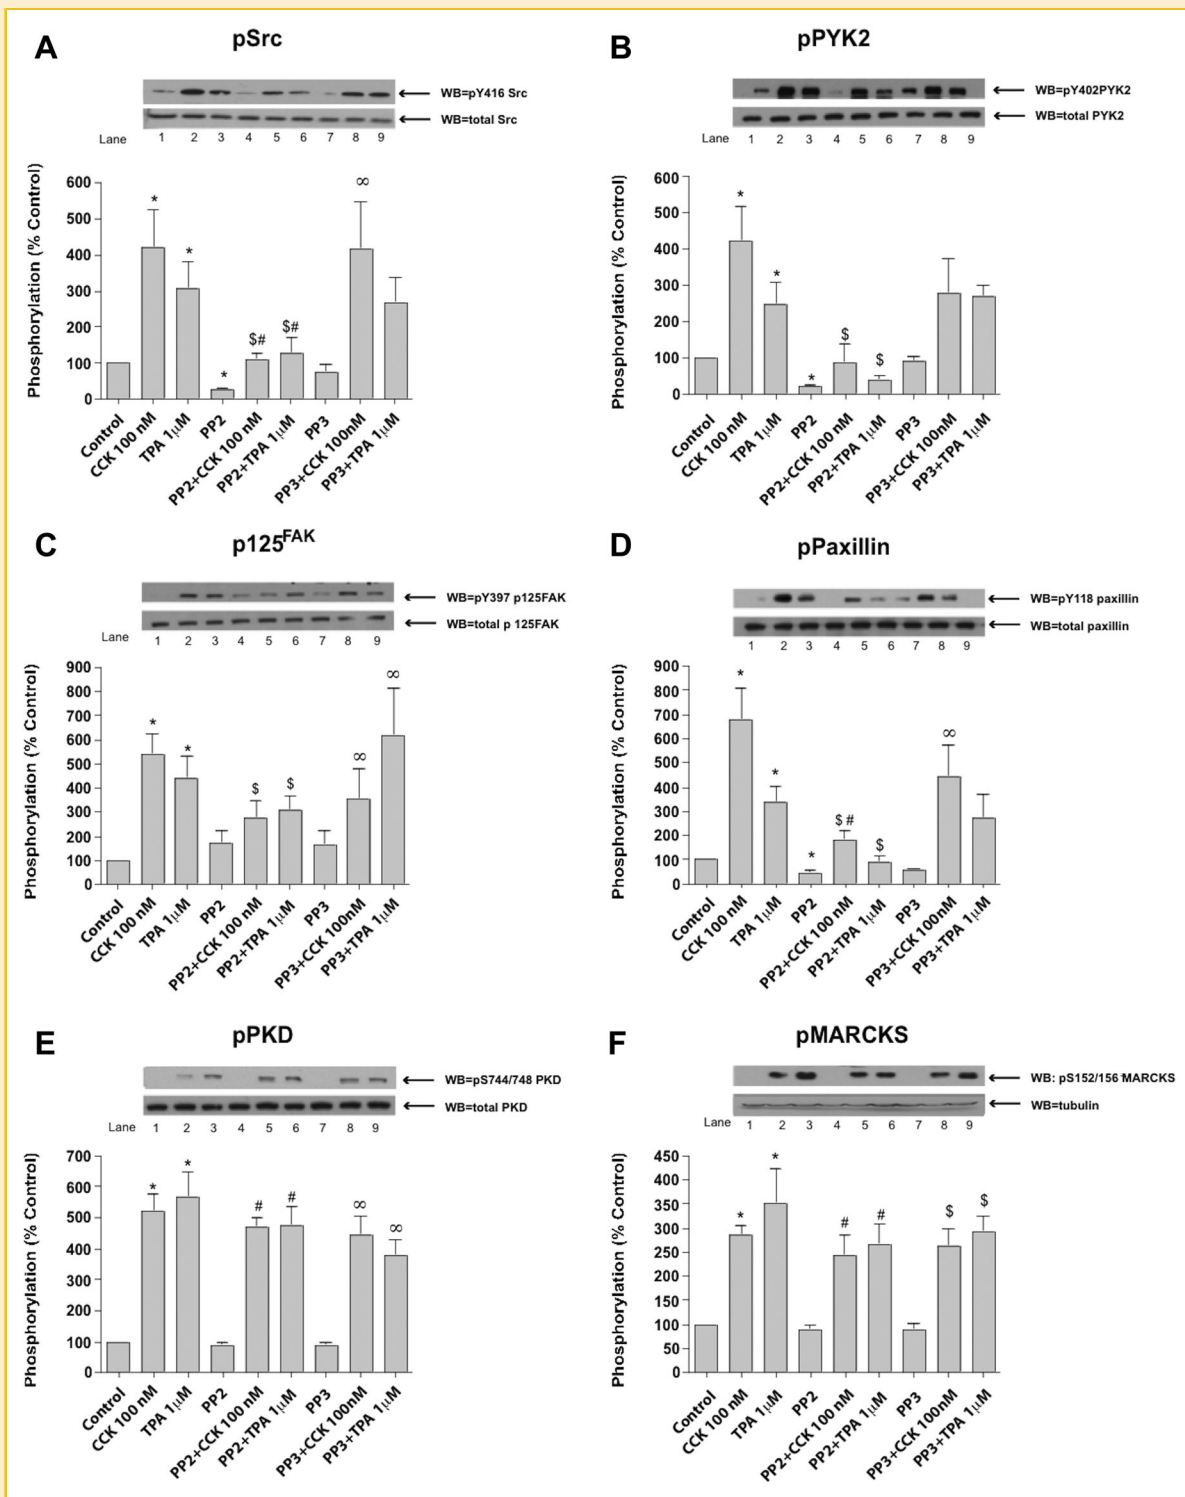 A
pSrc
WB=pY416 Src
WB=total Src
Lane 1 2 3 4 5 6 7 8 9
Phosphorylation (% Control)
600
500
400
300
200
100
0
* * * $# $# ∞
Control
CCK 100 nM
TPA 1µM
PP2
PP2+CCK 100 nM
PP2+TPA 1µM
PP3
PP3+CCK 100nM
PP3+TPA 1µM
B
pPYK2
WB=pY402PYK2
WB=total PYK2
1 2 3 4 5 6 7 8 9
Phosphorylation (% Control)
600
500
400
300
200
100
0
* * * $ $
Control
CCK 100 nM
TPA 1µM
PP2
PP2+CCK 100 nM
PP2+TPA 1µM
PP3
PP3+CCK 100nM
PP3+TPA 1µM
C
p125FAK
WB=pY397 p125FAK
WB=total p 125FAK
Lane 1 2 3 4 5 6 7 8 9
Phosphorylation (% Control)
900
800
700
600
500
400
300
200
100
0
* * $ $ ∞ ∞
Control
CCK 100 nM
TPA 1µM
PP2
PP2+CCK 100 nM
PP2+TPA 1µM
PP3
PP3+CCK 100nM
PP3+TPA 1µM
D
pPaxillin
WB=pY118 paxillin
WB=total paxillin
1 2 3 4 5 6 7 8 9
Phosphorylation (% Control)
900
800
700
600
500
400
300
200
100
0
* * * $ # $ ∞
Control
CCK 100 nM
TPA 1µM
PP2
PP2+CCK 100 nM
PP2+TPA 1µM
PP3
PP3+CCK 100nM
PP3+TPA 1µM
E
pPKD
WB=pS744/748 PKD
WB=total PKD
Lane 1 2 3 4 5 6 7 8 9
Phosphorylation (% Control)
700
600
500
400
300
200
100
0
* * # # ∞ ∞
Control
CCK 100 nM
TPA 1µM
PP2
PP2+CCK 100 nM
PP2+TPA 1µM
PP3
PP3+CCK 100nM
PP3+TPA 1µM
F
pMARCKS
WB: pS152/156 MARCKS
WB=tubulin
Lane 1 2 3 4 5 6 7 8 9
Phosphorylation (% Control)
450
400
350
300
250
200
150
100
50
0
* * # # $ $
Control
CCK 100 nM
TPA 1µM
PP2
PP2+CCK 100 nM
PP2+TPA 1µM
PP3
PP3+CCK 100nM
PP3+TPA 1µM